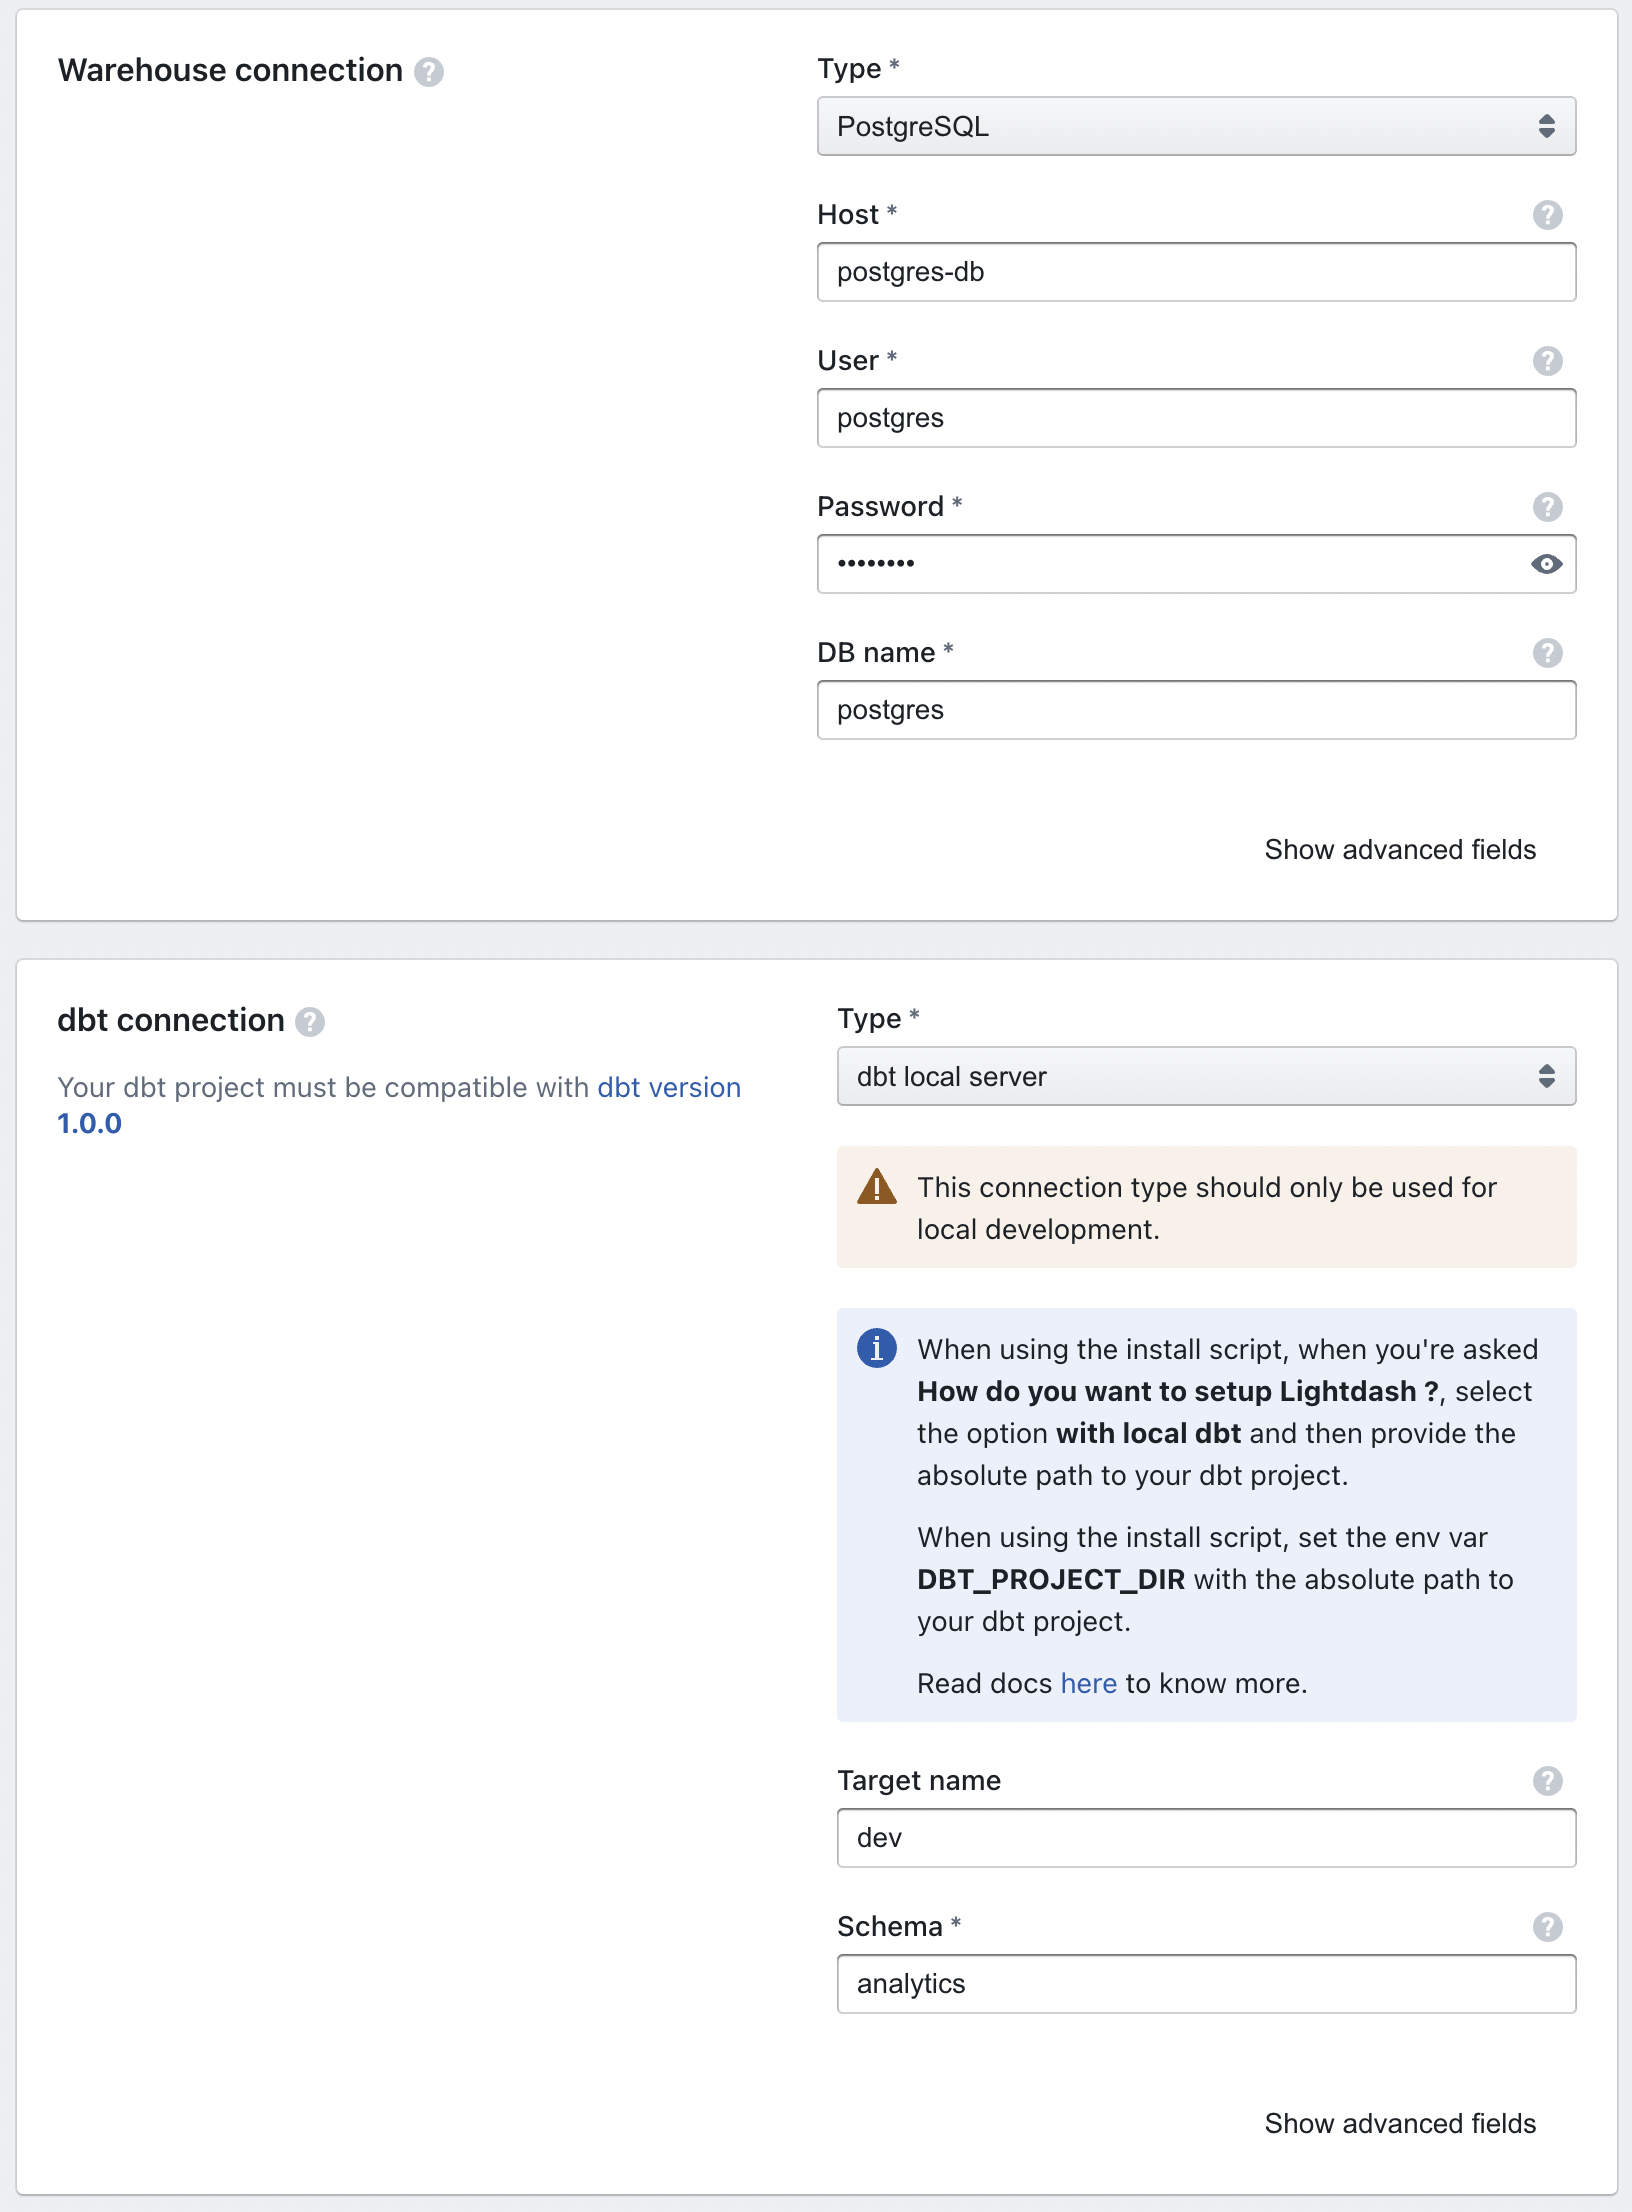 Warehouse connection ?
Type *
PostgreSQL
Host * ?
postgres-db
User * ?
postgres
Password * ?
••••••••
DB name * ?
postgres
Show advanced fields
dbt connection ?
Your dbt project must be compatible with dbt version
1.0.0
Type *
dbt local server
This connection type should only be used for
local development.
When using the install script, when you're asked
How do you want to setup Lightdash ?, select
the option with local dbt and then provide the
absolute path to your dbt project.
When using the install script, set the env var
DBT_PROJECT_DIR with the absolute path to
your dbt project.
Read docs here to know more.
Target name ?
dev
Schema * ?
analytics
Show advanced fields